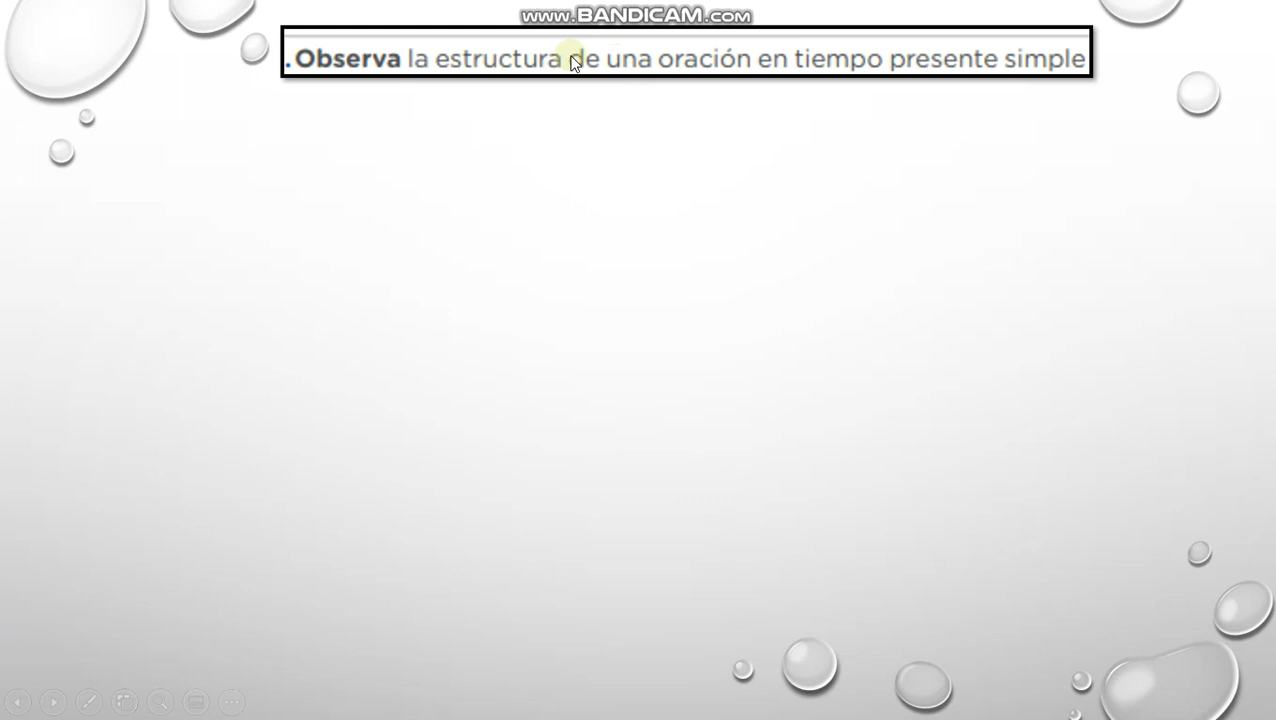 www.BANDICAM.com
. Observa la estructura de una oración en tiempo presente simple